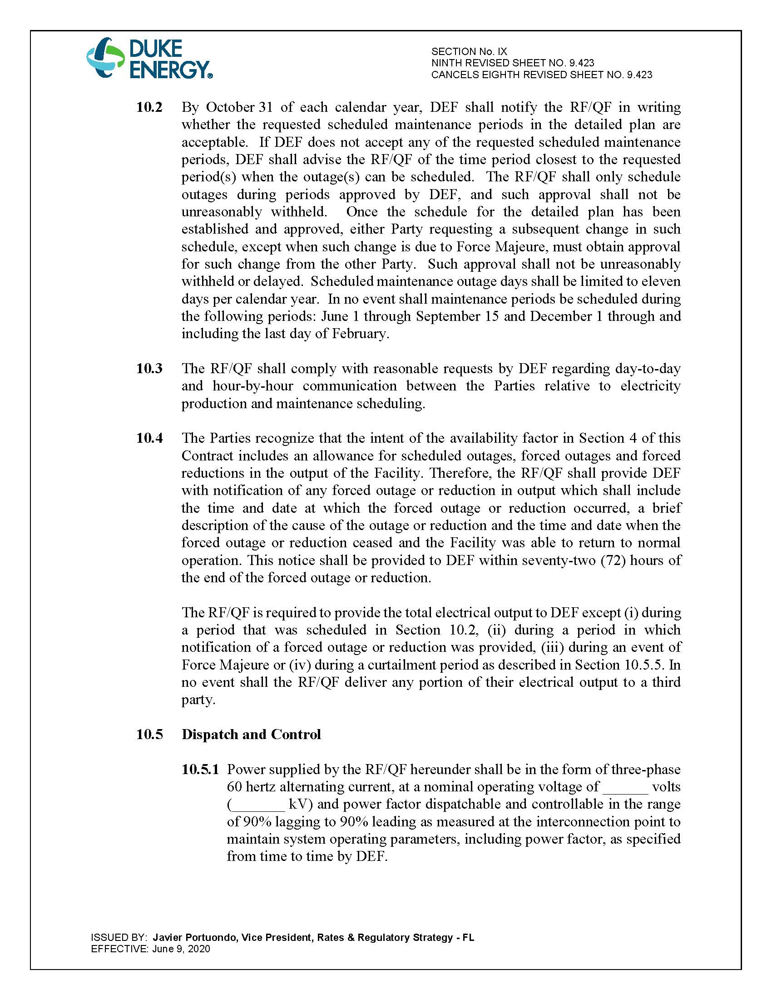 DUKE
ENERGY®
SECTION No. IX
NINTH REVISED SHEET NO. 9.423
CANCELS EIGHTH REVISED SHEET NO. 9.423
10.2 By October 31 of each calendar year, DEF shall notify the RF/QF in writing
whether the requested scheduled maintenance periods in the detailed plan are
acceptable. If DEF does not accept any of the requested scheduled maintenance
periods, DEF shall advise the RF/QF of the time period closest to the requested
period(s) when the outage(s) can be scheduled. The RF/QF shall only schedule
outages during periods approved by DEF, and such approval shall not be
unreasonably withheld. Once the schedule for the detailed plan has been
established and approved, either Party requesting a subsequent change in such
schedule, except when such change is due to Force Majeure, must obtain approval
for such change from the other Party. Such approval shall not be unreasonably
withheld or delayed. Scheduled maintenance outage days shall be limited to eleven
days per calendar year. In no event shall maintenance periods be scheduled during
the following periods: June 1 through September 15 and December 1 through and
including the last day of February.
10.3 The RF/QF shall comply with reasonable requests by DEF regarding day-to-day
and hour-by-hour communication between the Parties relative to electricity
production and maintenance scheduling.
10.4 The Parties recognize that the intent of the availability factor in Section 4 of this
Contract includes an allowance for scheduled outages, forced outages and forced
reductions in the output of the Facility. Therefore, the RF/QF shall provide DEF
with notification of any forced outage or reduction in output which shall include
the time and date at which the forced outage or reduction occurred, a brief
description of the cause of the outage or reduction and the time and date when the
forced outage or reduction ceased and the Facility was able to return to normal
operation. This notice shall be provided to DEF within seventy-two (72) hours of
the end of the forced outage or reduction.
The RF/QF is required to provide the total electrical output to DEF except (i) during
a period that was scheduled in Section 10.2, (ii) during a period in which
notification of a forced outage or reduction was provided, (iii) during an event of
Force Majeure or (iv) during a curtailment period as described in Section 10.5.5. In
no event shall the RF/QF deliver any portion of their electrical output to a third
party.
10.5 Dispatch and Control
10.5.1 Power supplied by the RF/QF hereunder shall be in the form of three-phase
60 hertz alternating current, at a nominal operating voltage of ______ volts
(_______ kV) and power factor dispatchable and controllable in the range
of 90% lagging to 90% leading as measured at the interconnection point to
maintain system operating parameters, including power factor, as specified
from time to time by DEF.
ISSUED BY: Javier Portuondo, Vice President, Rates & Regulatory Strategy - FL
EFFECTIVE: June 9, 2020